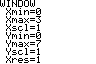 WINDOW
Xmin=0
Xmax=3
Xscl=1
Ymin=0
Ymax=7
Yscl=1
Xres=1